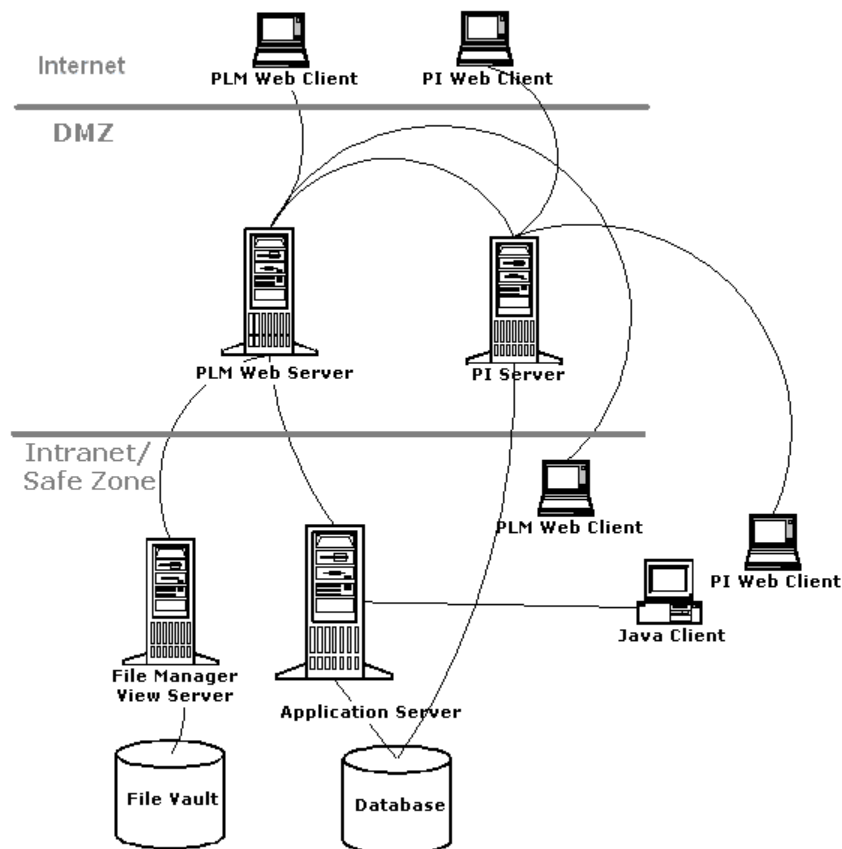 Internet
PLM Web Client
PI Web Client
DMZ
PLM Web Server
PI Server
Intranet/
Safe Zone
PLM Web Client
PI Web Client
Java Client
File Manager
View Server
Application Server
File Vault
Database